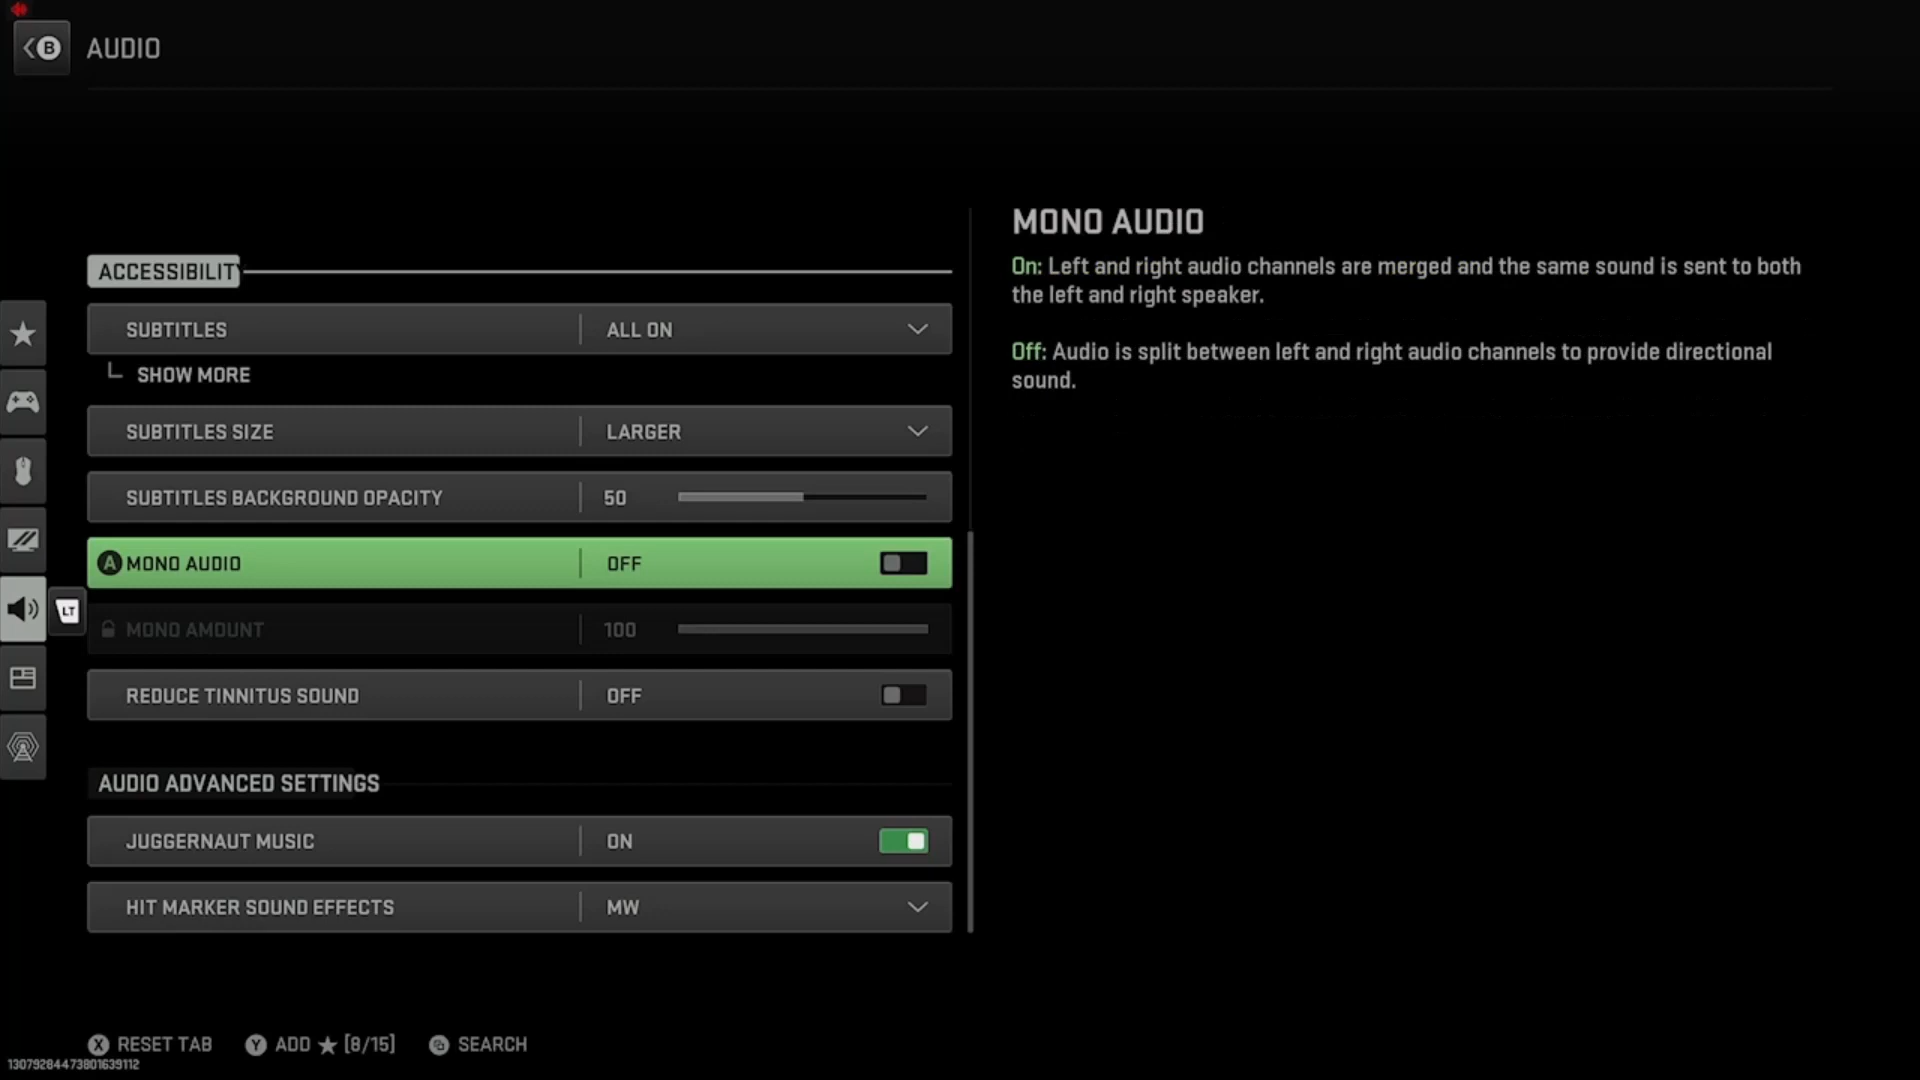 B
AUDIO
ACCESSIBILITY
SUBTITLES
ALL ON
SHOW MORE
SUBTITLES SIZE
LARGER
SUBTITLES BACKGROUND OPACITY
50
A MONO AUDIO
OFF
LT
MONO AMOUNT
100
REDUCE TINNITUS SOUND
OFF
AUDIO ADVANCED SETTINGS
JUGGERNAUT MUSIC
ON
HIT MARKER SOUND EFFECTS
MW
MONO AUDIO
On: Left and right audio channels are merged and the same sound is sent to both
the left and right speaker.
Off: Audio is split between left and right audio channels to provide directional
sound.
X RESET TAB
Y ADD ★ [8/15]
SEARCH
13079284473801639112